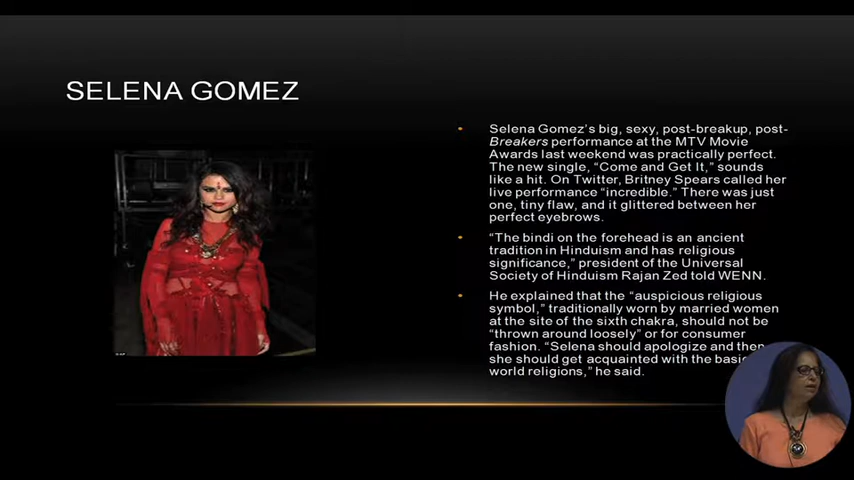 SELENA GOMEZ
Selena Gomez's big, sexy, post-breakup, post-
Breakers performance at the MTV Movie
Awards last weekend was practically perfect.
The new single, "Come and Get It," sounds
like a hit. On Twitter, Britney Spears called her
live performance "incredible." There was just
one, tiny flaw, and it glittered between her
perfect eyebrows.
"The bindi on the forehead is an ancient
tradition in Hinduism and has religious
significance," president of the Universal
Society of Hinduism Rajan Zed told WENN.
He explained that the "auspicious religious
symbol," traditionally worn by married women
at the site of the sixth chakra, should not be
"thrown around loosely" or for consumer
fashion. "Selena should apologize and then
she should get acquainted with the basic
world religions," he said.